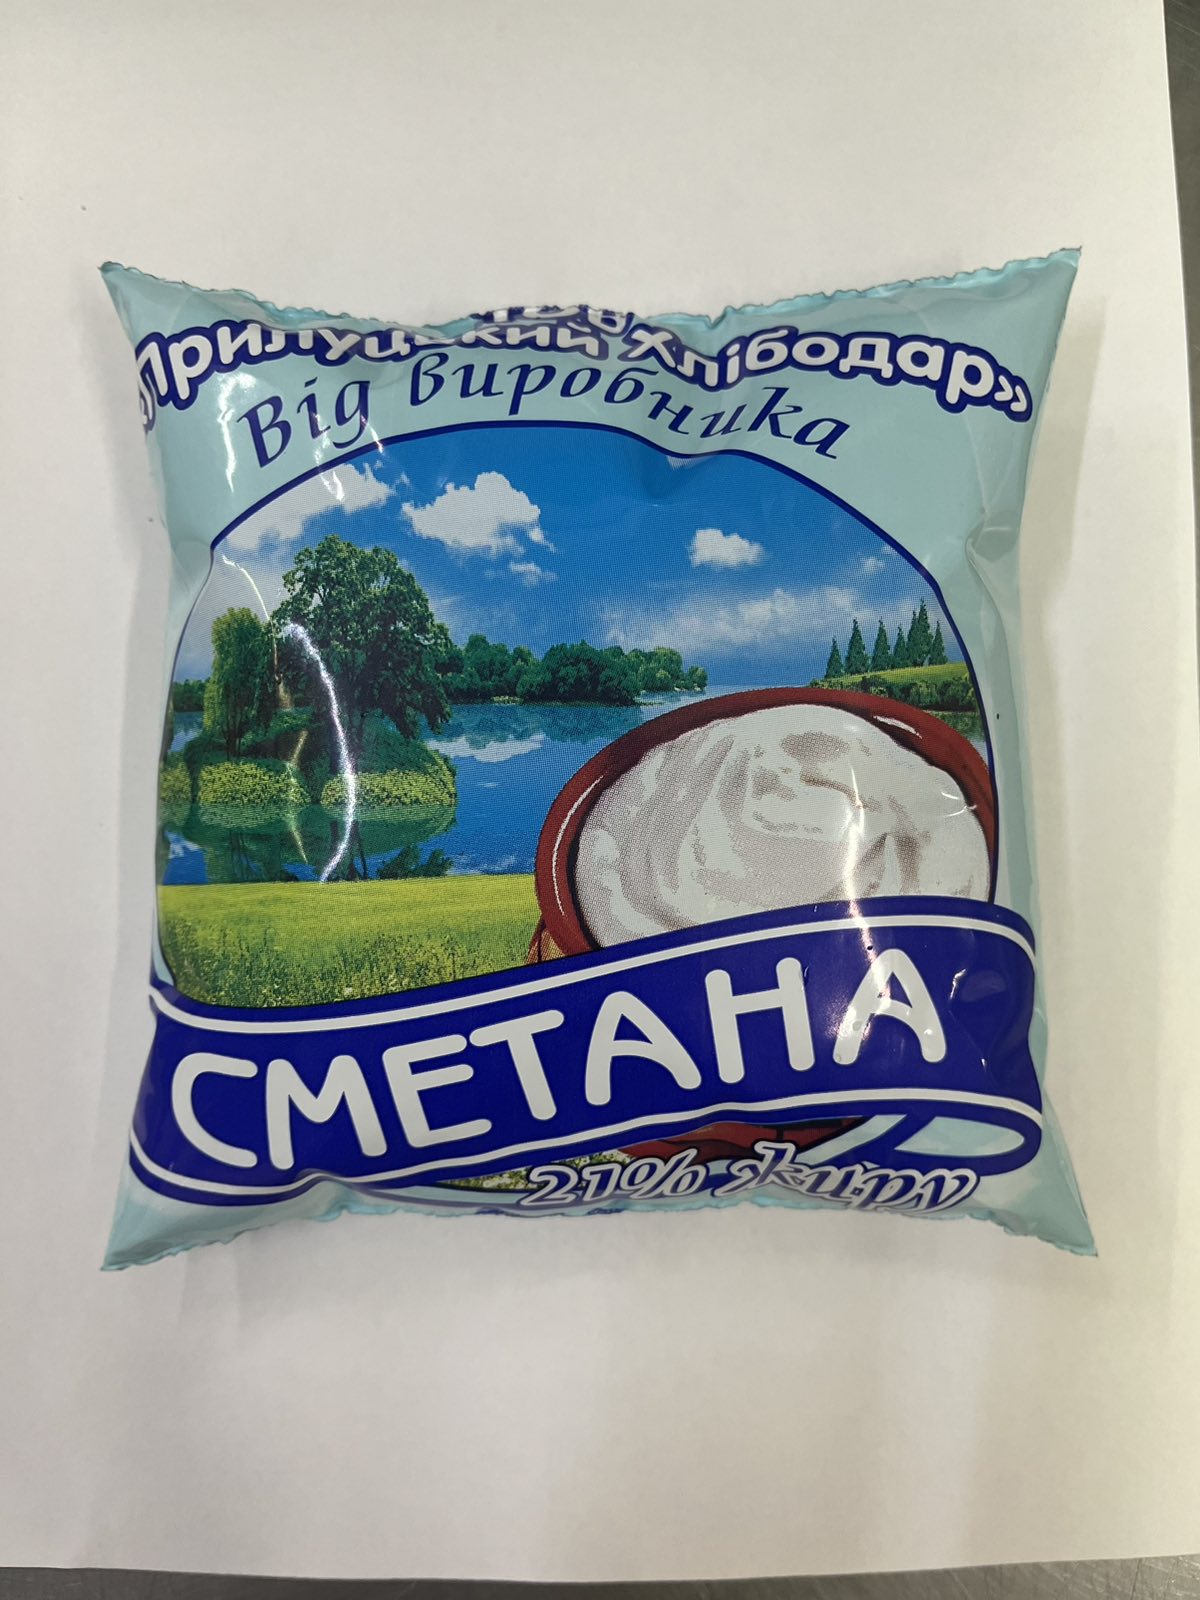 «Прилуцький хлібодар»
Від виробника
СМЕТАНА
21% жиру